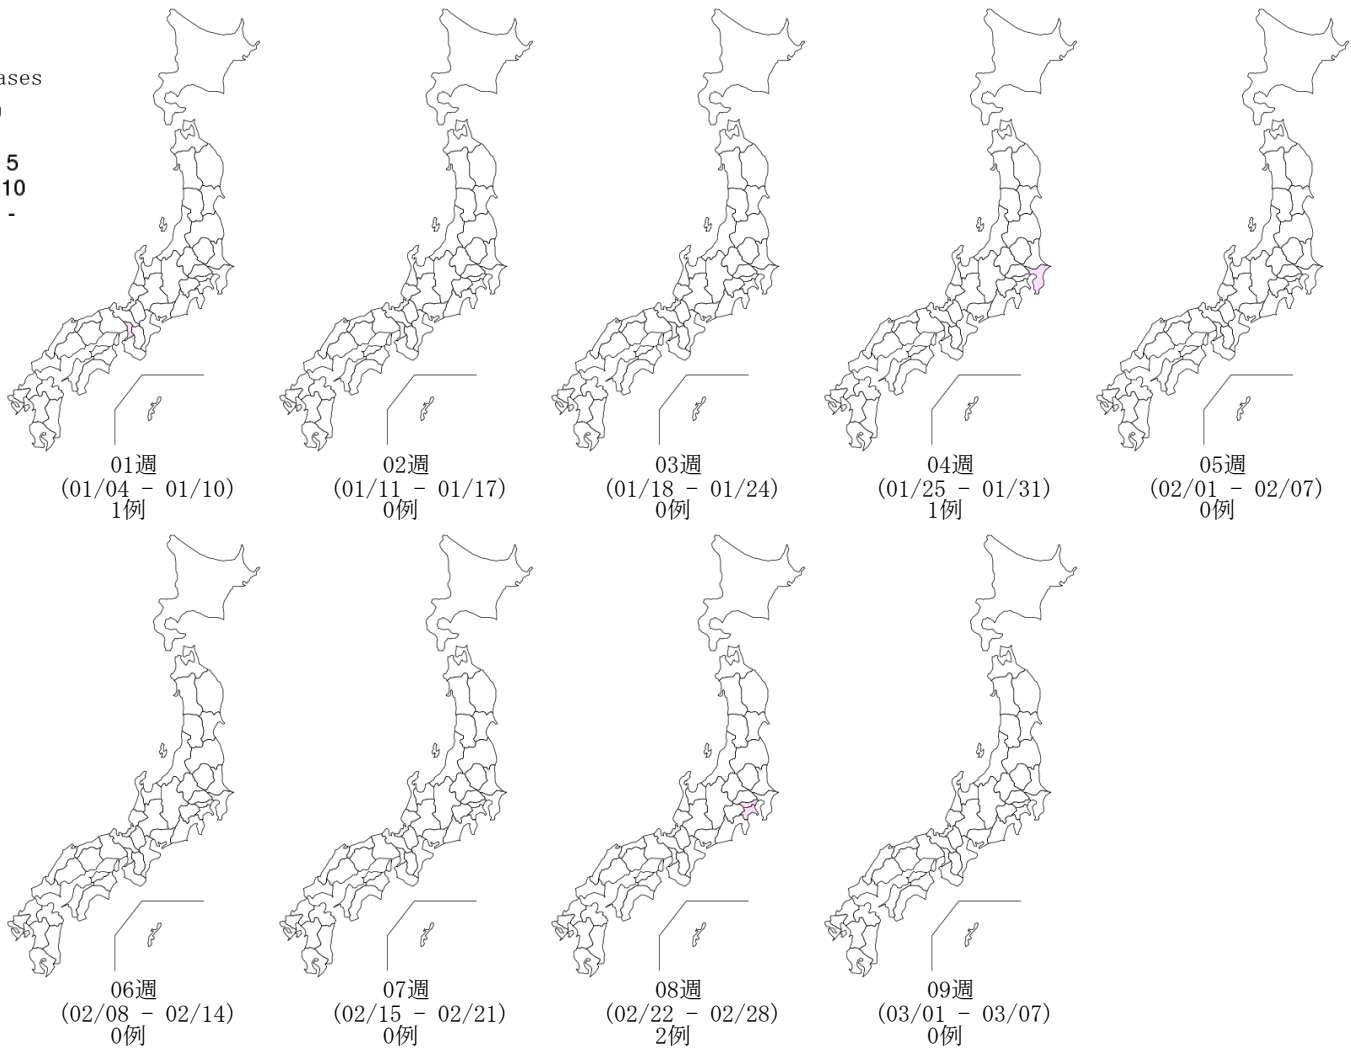 ases
5
10
-
01週
(01/04 - 01/10)
1例
02週
(01/11 - 01/17)
0例
03週
(01/18 - 01/24)
0例
04週
(01/25 - 01/31)
1例
05週
(02/01 - 02/07)
0例
06週
(02/08 - 02/14)
0例
07週
(02/15 - 02/21)
0例
08週
(02/22 - 02/28)
2例
09週
(03/01 - 03/07)
0例